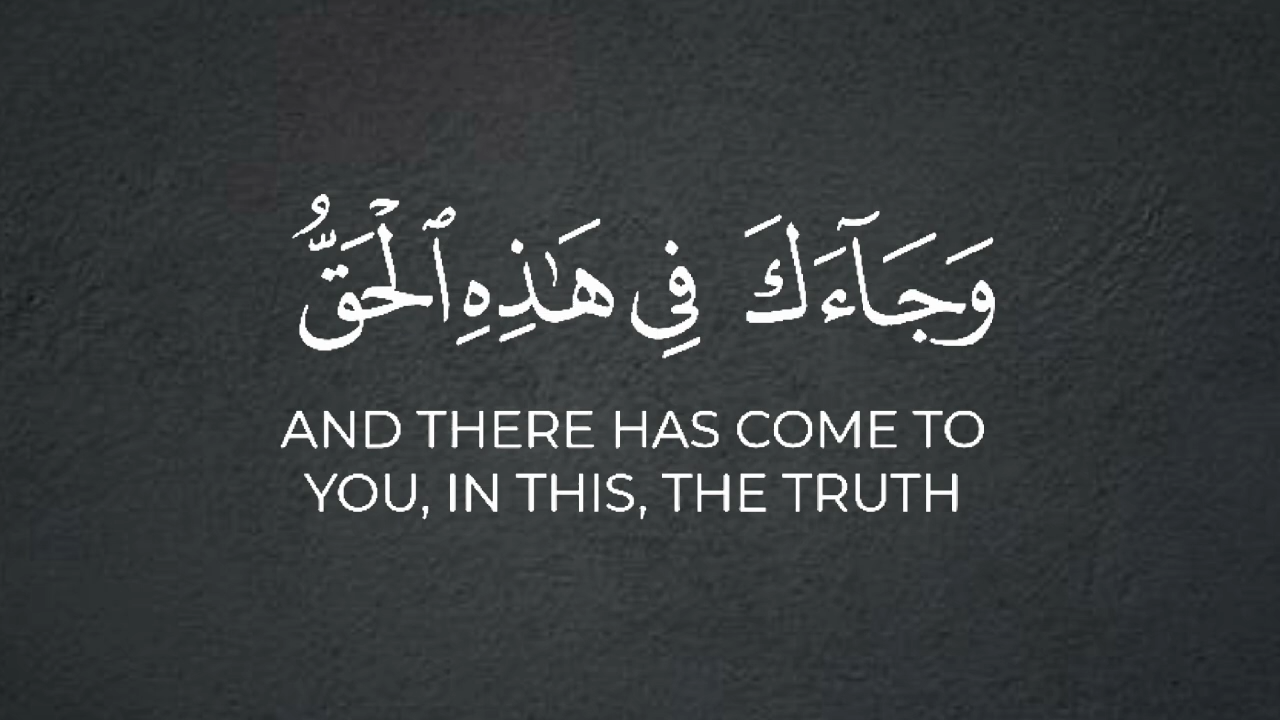 وَجَآءَكَ فِي هَٰذِهِ ٱلْحَقُّ
AND THERE HAS COME TO
YOU, IN THIS, THE TRUTH